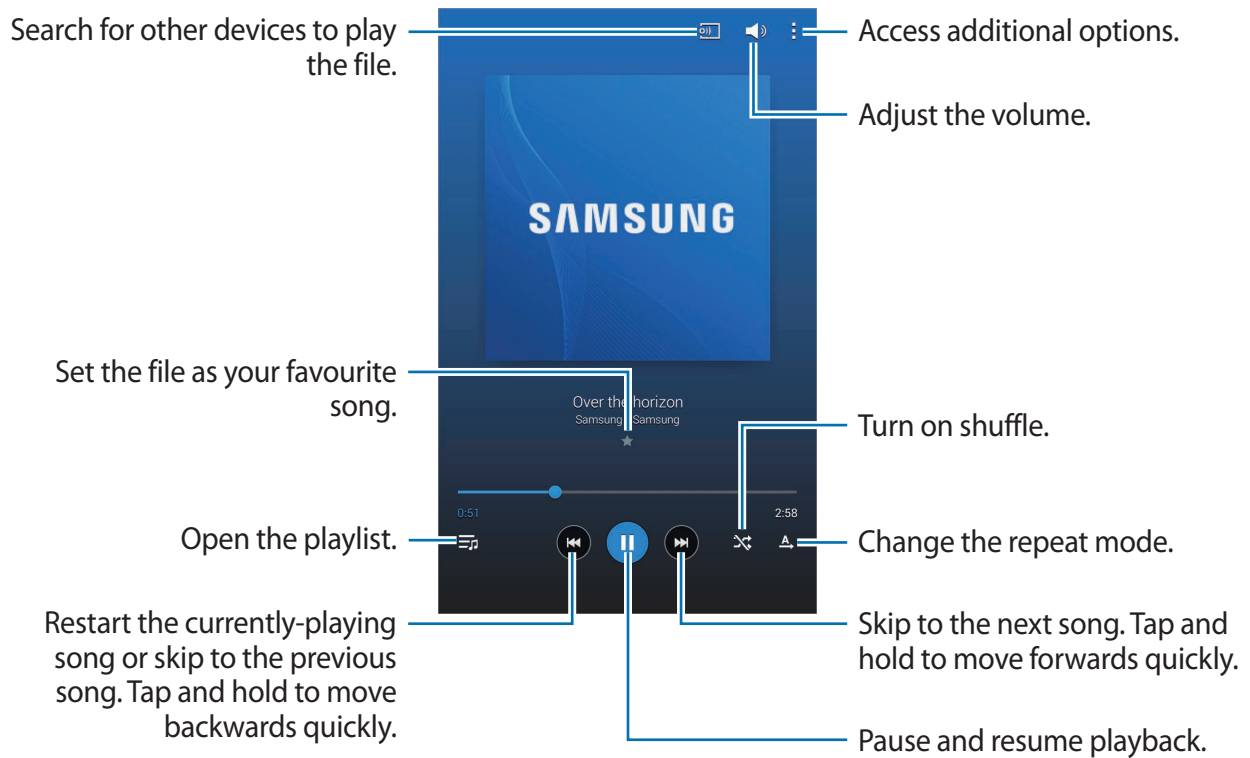 Search for other devices to play
the file.
Access additional options.
Adjust the volume.
SAMSUNG
Set the file as your favourite
song.
Over the horizon
Samsung Samsung
Turn on shuffle.
0:51
2:58
Open the playlist.
A
Change the repeat mode.
Restart the currently-playing
song or skip to the previous
song. Tap and hold to move
backwards quickly.
Skip to the next song. Tap and
hold to move forwards quickly.
Pause and resume playback.